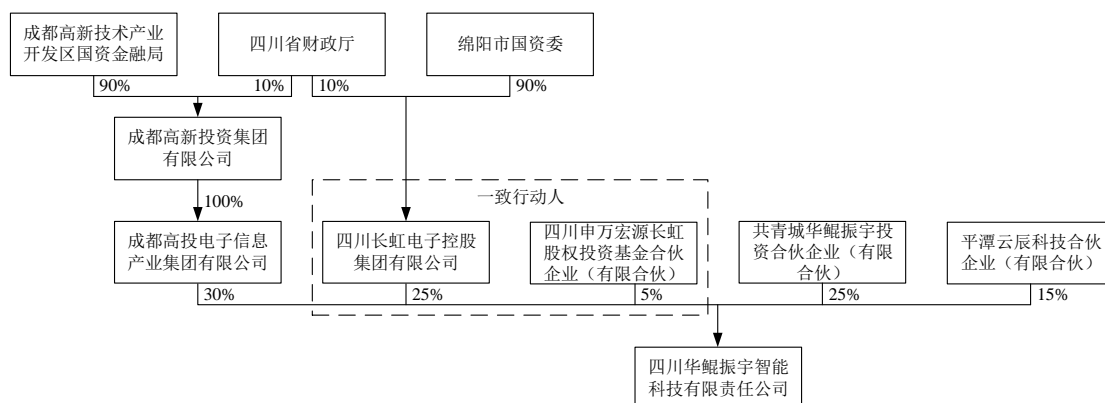 成都高新技术产业
开发区国资金融局
四川省财政厅
绵阳市国资委
90%
10%
10%
90%
成都高新投资集团
有限公司
100%
一致行动人
成都高投电子信息
产业集团有限公司
四川长虹电子控股
集团有限公司
四川申万宏源长虹
股权投资基金合伙
企业（有限合伙）
共青城华鲲振宇投
资合伙企业（有限
合伙）
平潭云辰科技合伙
企业（有限合伙）
30%
25%
5%
25%
15%
四川华鲲振宇智能
科技有限责任公司